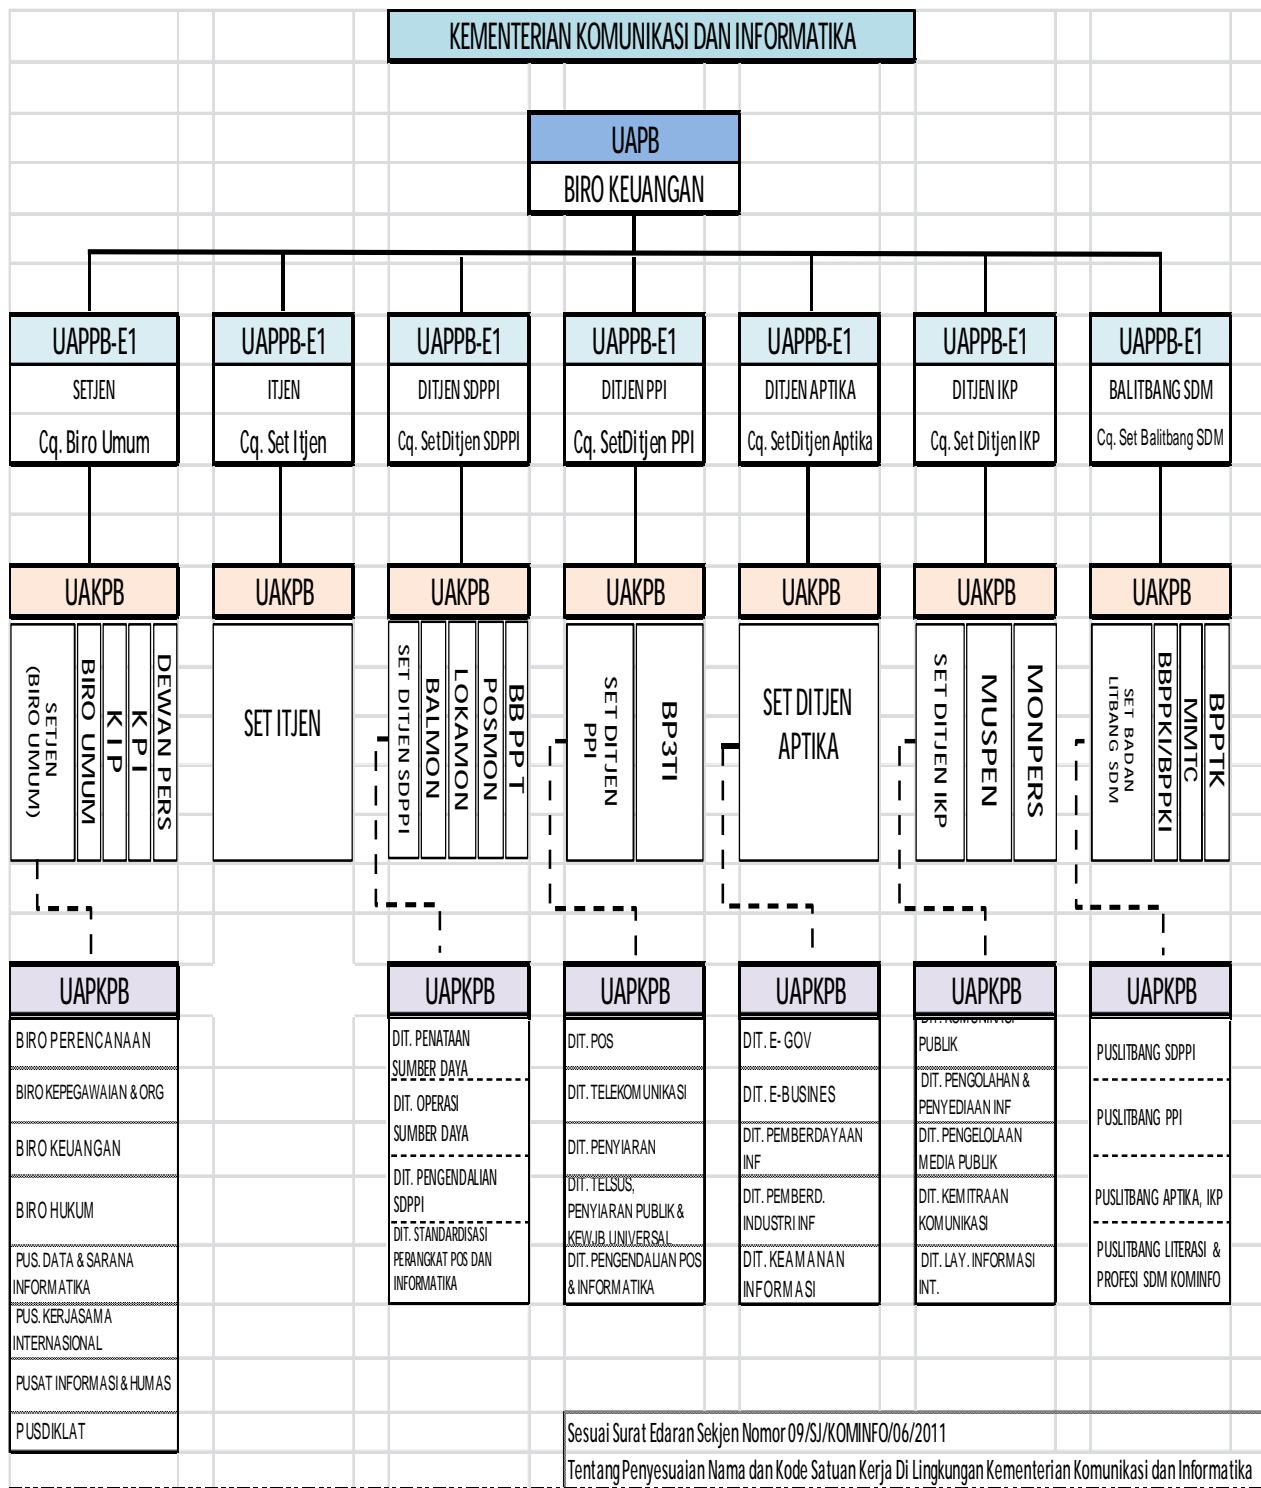 KEMENTERIAN KOMUNIKASI DAN INFORMATIKA
UAPB
BIRO KEUANGAN
UAPPB-E1
SETJEN
Cq. Biro Umum
UAPPB-E1
ITJEN
Cq. Set Itjen
UAPPB-E1
DITJEN SDPPI
Cq. SetDitjen SDPPI
UAPPB-E1
DITJEN PPI
Cq. SetDitjen PPI
UAPPB-E1
DITJEN APTIKA
Cq. SetDitjen Aptika
UAPPB-E1
DITJEN IKP
Cq. Set Ditjen IKP
UAPPB-E1
BALITBANG SDM
Cq. Set Balitbang SDM
UAKPB
SETJEN
(BIRO UMUM)
BIRO UMUM
K I P
K P I
DEWAN PERS
UAKPB
SET ITJEN
UAKPB
SET DITJEN SDPPI
BALMON
LOKAMON
POSMON
BB PP T
UAKPB
SET DITJEN
PPI
BP3TI
UAKPB
SET DITJEN
APTIKA
UAKPB
SET DITJEN IKP
MUSPEN
MONPERS
UAKPB
SET BADAN
LITBANG SDM
BBPPKI/BPPKI
MMTC
BPPTK
UAPKPB
BIRO PERENCANAAN
BIRO KEPEGAWAIAN & ORG
BIRO KEUANGAN
BIRO HUKUM
PUS. DATA & SARANA
INFORMATIKA
PUS. KERJASAMA
INTERNASIONAL
PUSAT INFORMASI & HUMAS
PUSDIKLAT
UAPKPB
DIT. PENATAAN
SUMBER DAYA
DIT. OPERASI
SUMBER DAYA
DIT. PENGENDALIAN
SDPPI
DIT. STANDARDISASI
PERANGKAT POS DAN
INFORMATIKA
UAPKPB
DIT. POS
DIT. TELEKOMUNIKASI
DIT. PENYIARAN
DIT. TELSUS,
PENYIARAN PUBLIK &
KEWJB UNIVERSAL
DIT. PENGENDALIAN POS
& INFORMATIKA
UAPKPB
DIT. E- GOV
DIT. E-BUSINES
DIT. PEMBERDAYAAN
INF
DIT. PEMBERD.
INDUSTRI INF
DIT. KEAMANAN
INFORMASI
UAPKPB
DIT. KOMUNIKASI
PUBLIK
DIT. PENGOLAHAN &
PENYEDIAAN INF
DIT. PENGELOLAAN
MEDIA PUBLIK
DIT. KEMITRAAN
KOMUNIKASI
DIT. LAY. INFORMASI
INT.
UAPKPB
PUSLITBANG SDPPI
PUSLITBANG PPI
PUSLITBANG APTIKA, IKP
PUSLITBANG LITERASI &
PROFESI SDM KOMINFO
Sesuai Surat Edaran Sekjen Nomor 09/SJ/KOMINFO/06/2011
Tentang Penyesuaian Nama dan Kode Satuan Kerja Di Lingkungan Kementerian Komunikasi dan Informatika